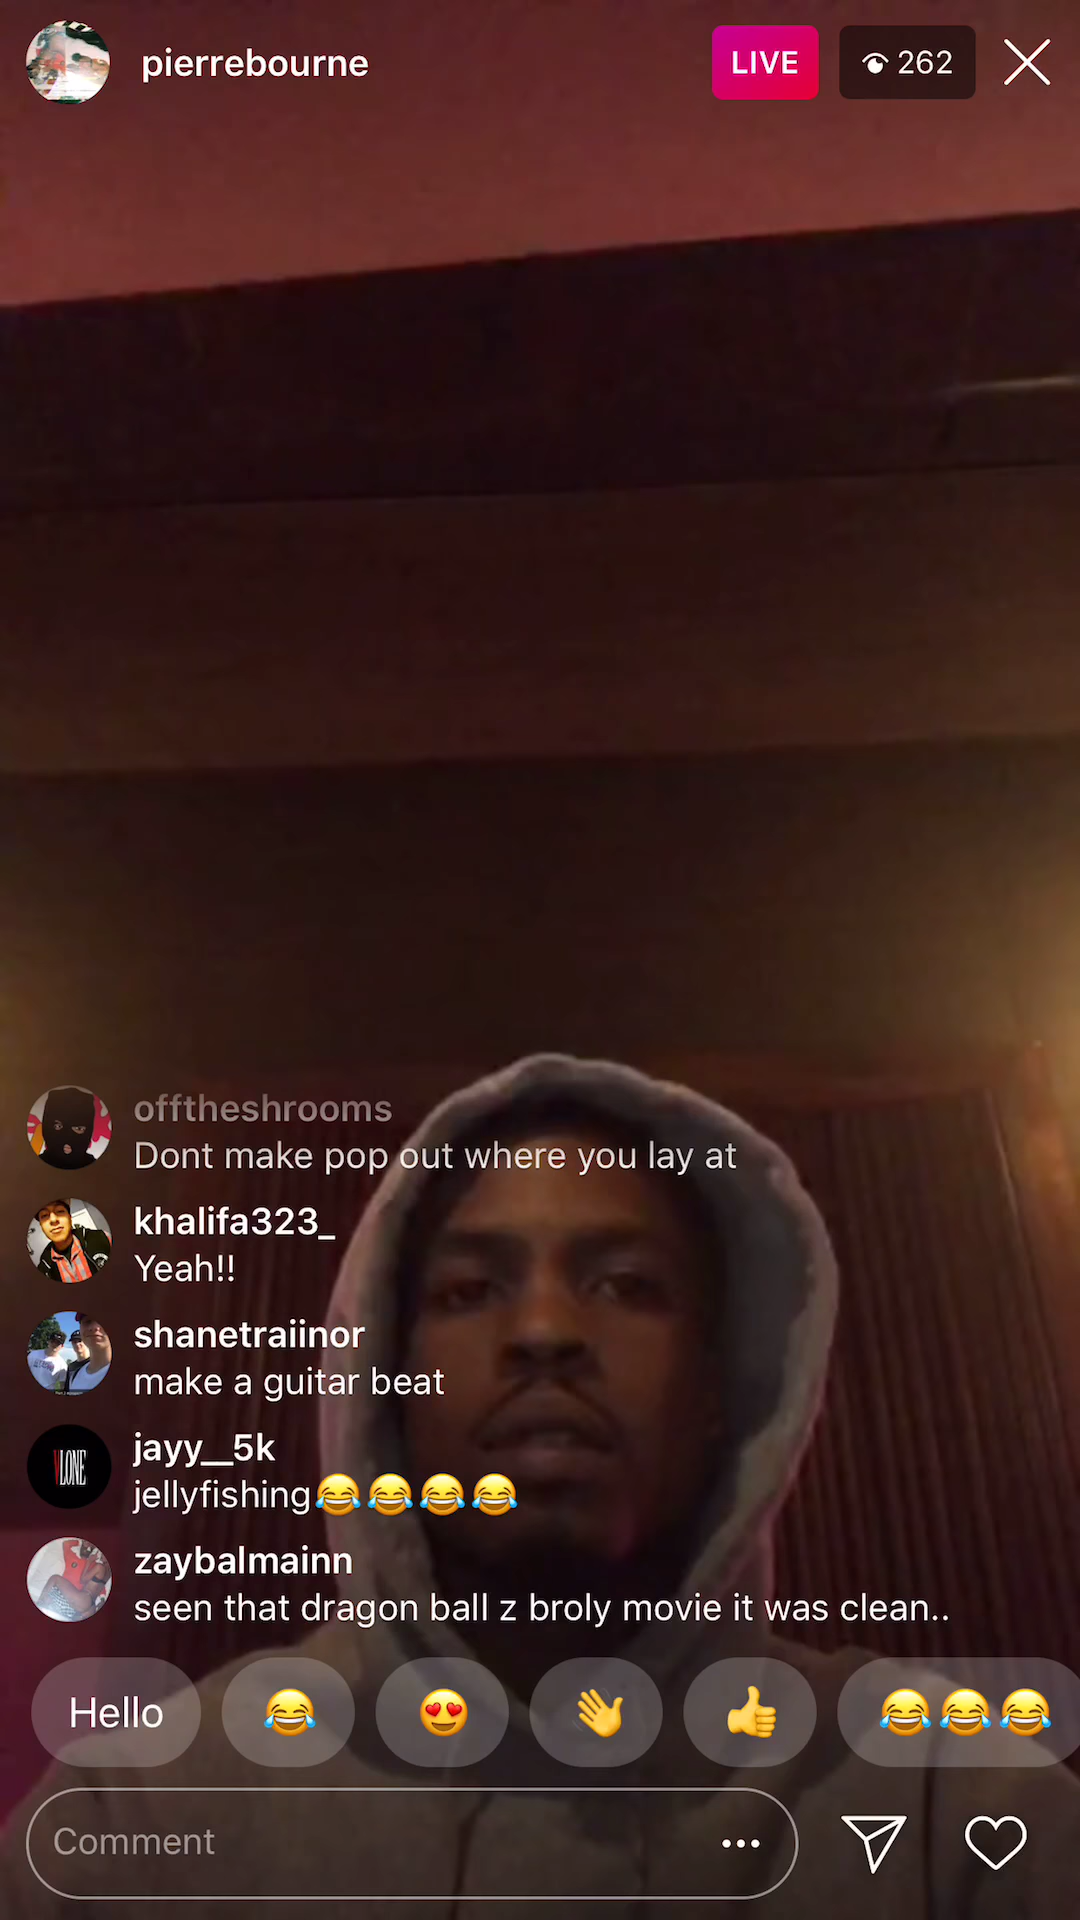 pierrebourne
LIVE
262
offtheshrooms
Dont make pop out where you lay at
khalifa323_
Yeah!!
shanetraiinor
make a guitar beat
VLONE
jayy__5k
jellyfishing😂😂😂😂
zaybalmainn
seen that dragon ball z broly movie it was clean..
Hello 😂 😍 👋 👍 😂😂😂
Comment